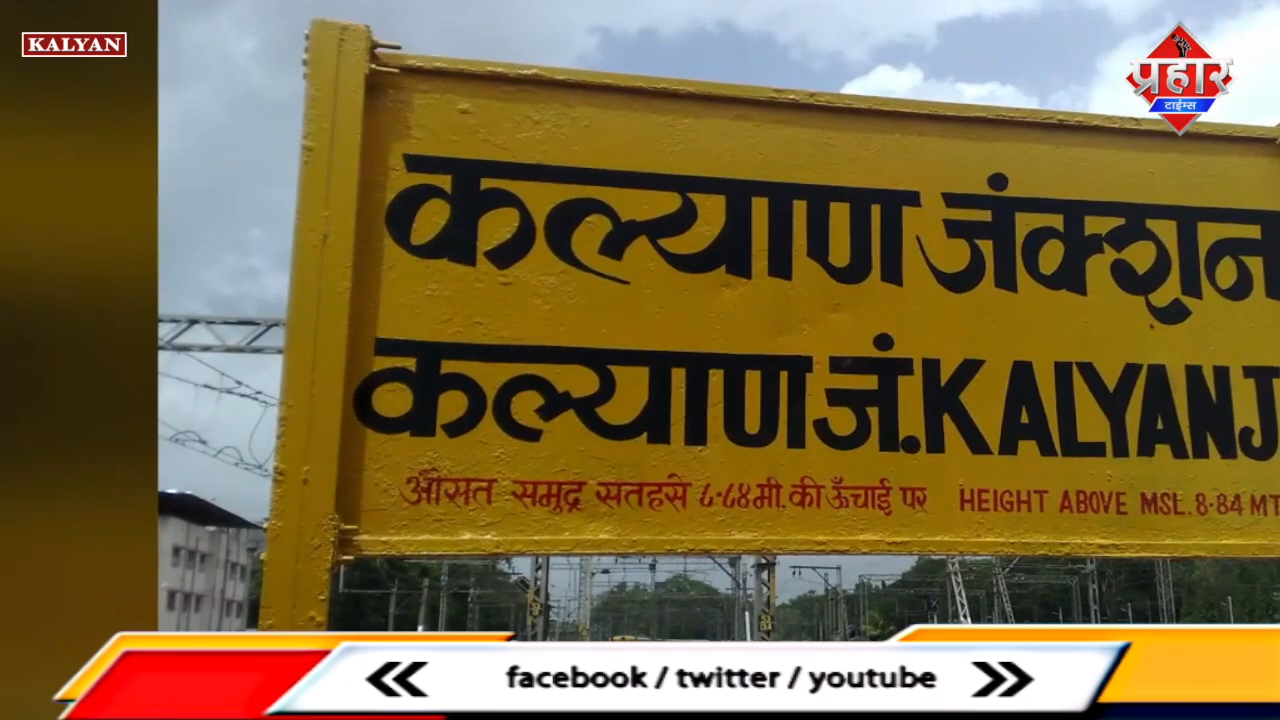 KALYAN
प्रहार
टाईम्स
कल्याण जंक्शन
कल्याण जं. KALYAN J
औसत समुद्र सतहसे ८·८४ मी. की ऊँचाई पर HEIGHT ABOVE MSL. 8·84 MT
facebook / twitter / youtube